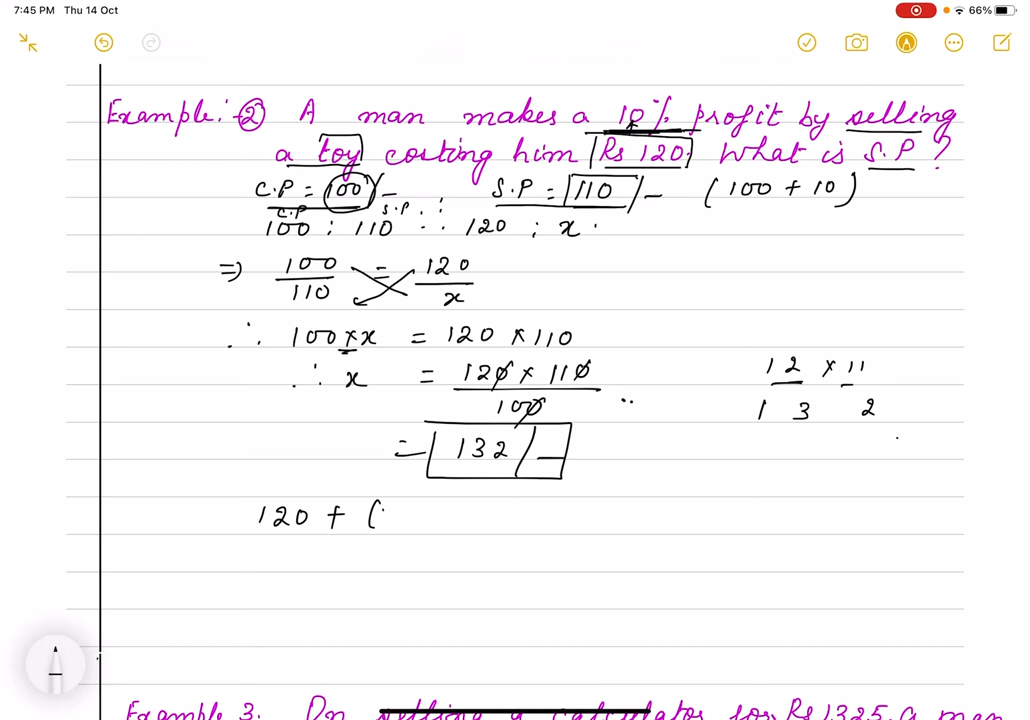 7:45 PM Thu 14 Oct 66%
Example:-② A man makes a 10% profit by selling
a toy costing him Rs 120. What is S.P ?
C.P = 100/- S.P = 110/- (100 + 10)
C.P S.P
100 : 110 :: 120 : x
=> 100/110 = 120/x
∴ 100 × x = 120 × 110
∴ x = 120 × 110 / 100
12 × 11
1 3 2
= 132/-
120 + (
Example 3. On selling a calculator for Rs 1325, a man